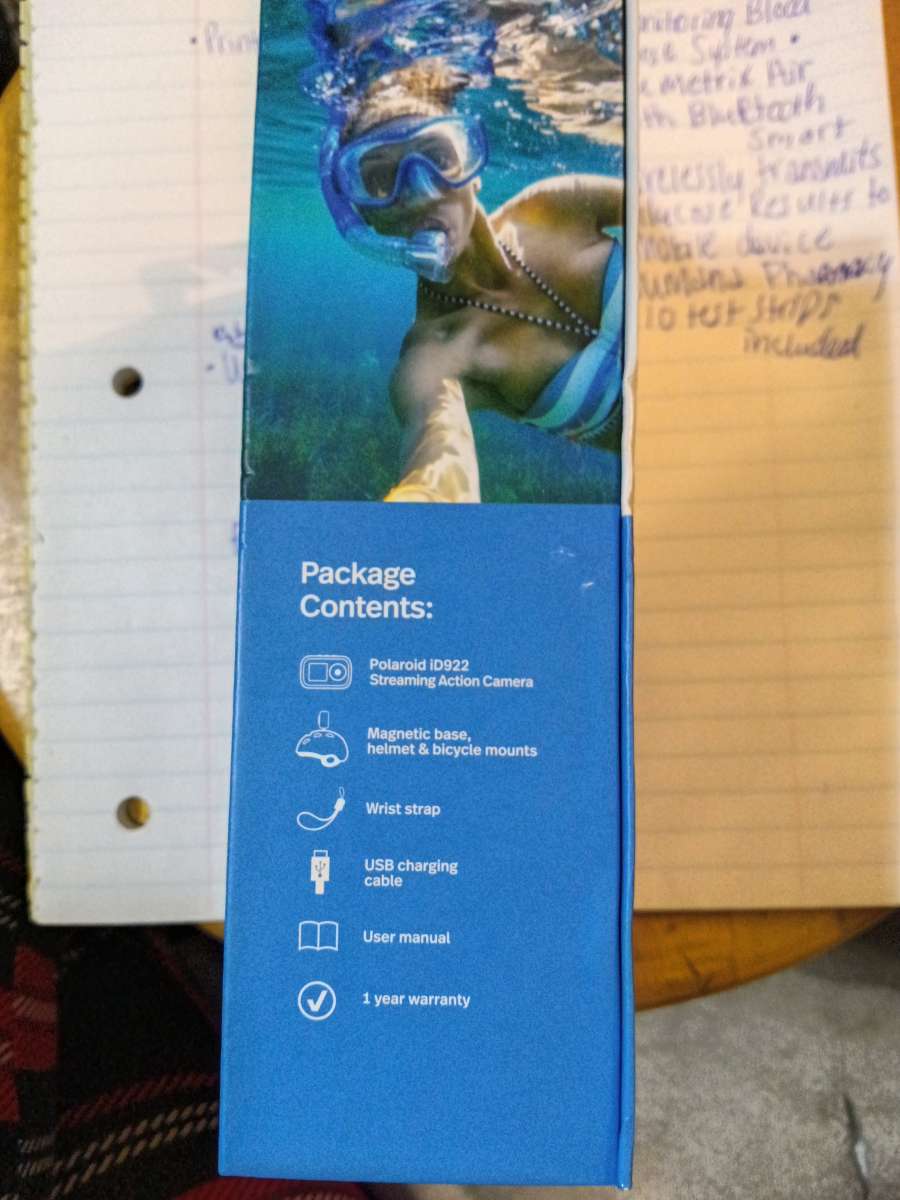 Blood
System •
metrix Air
Bluetooth
Smart
transmits
Results to
device
Pharmacy
10 test strips
included
Package
Contents:
Polaroid iD922
Streaming Action Camera
Magnetic base,
helmet & bicycle mounts
Wrist strap
USB charging
cable
User manual
1 year warranty